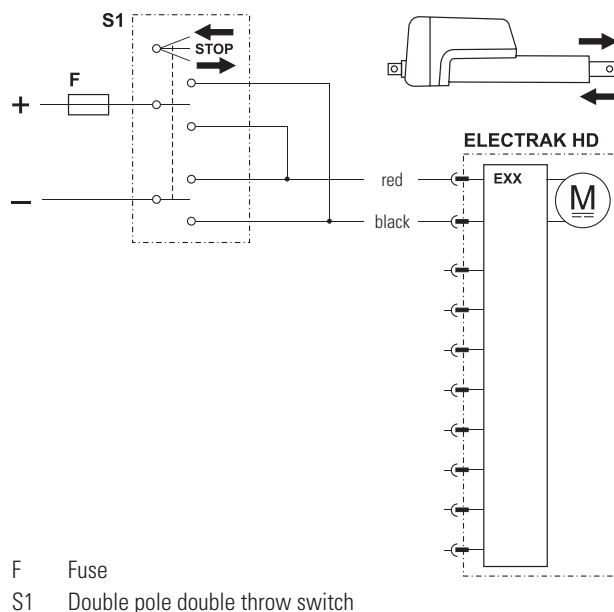 S1
STOP
F
+
−
ELECTRAK HD
red
EXX
M
black
F Fuse
S1 Double pole double throw switch